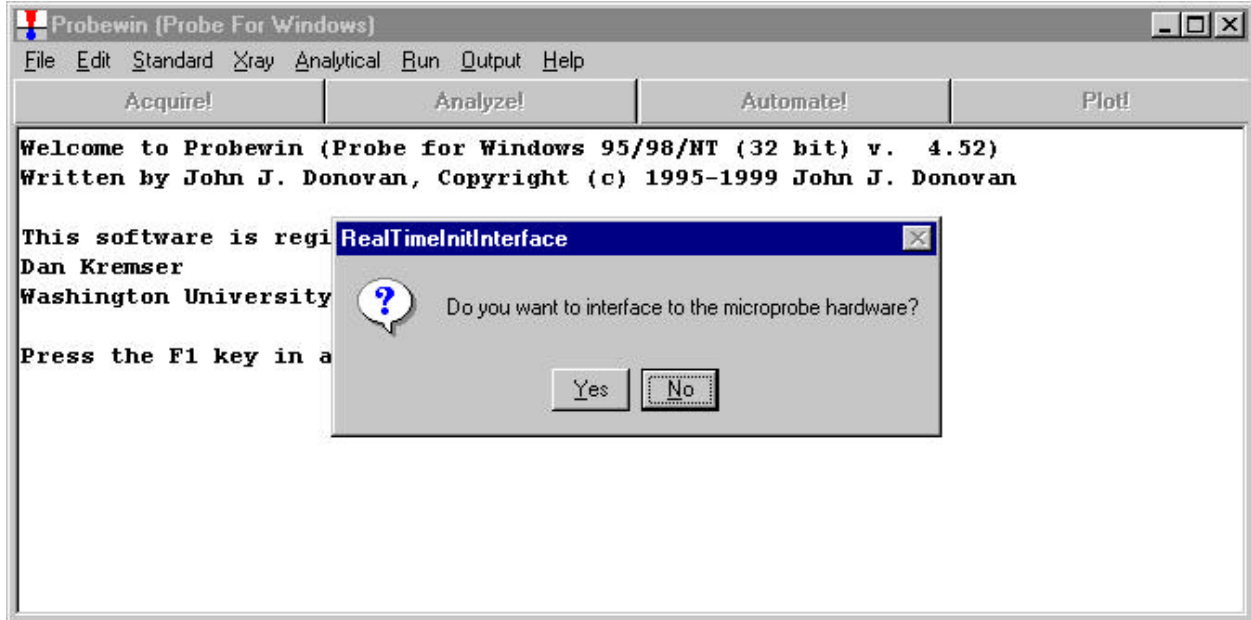 Probewin (Probe For Windows)
File Edit Standard Xray Analytical Run Output Help
Acquire! Analyze! Automate! Plot!
Welcome to Probewin (Probe for Windows 95/98/NT (32 bit) v. 4.52)
Written by John J. Donovan, Copyright (c) 1995-1999 John J. Donovan
This software is regi
Dan Kremser
Washington University
Press the F1 key in a
RealTimeInitInterface
Do you want to interface to the microprobe hardware?
Yes No